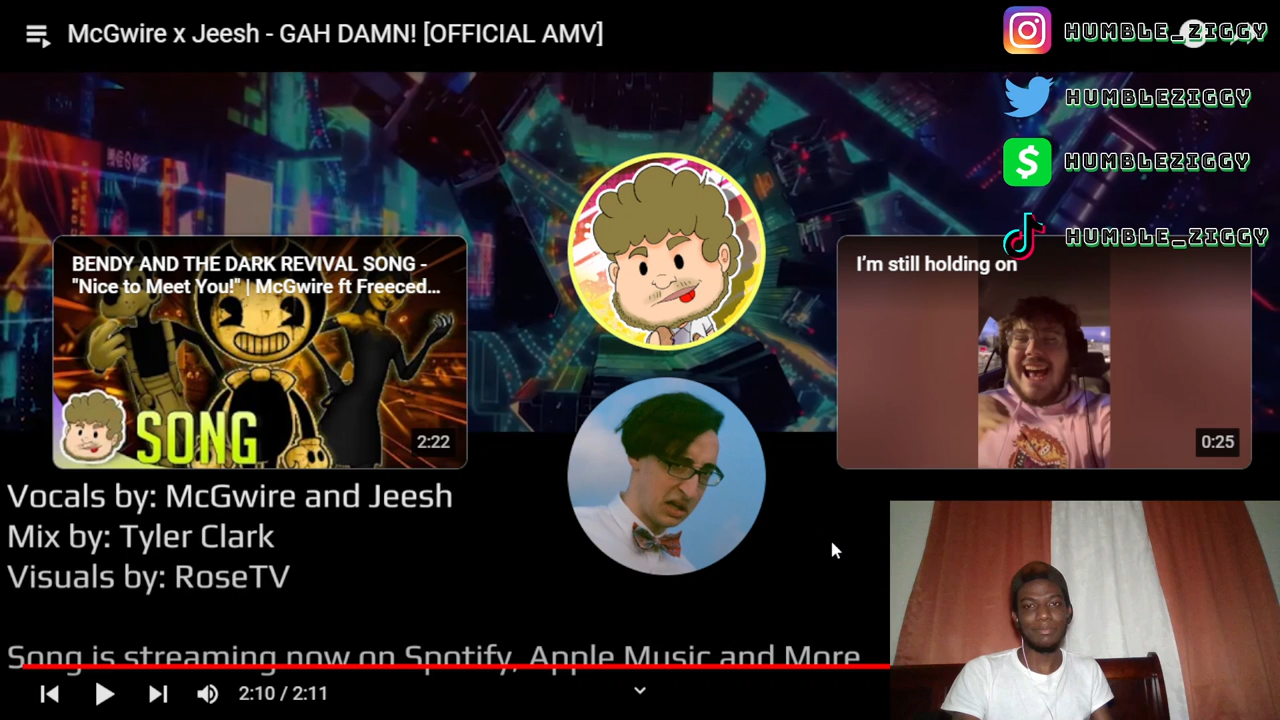 McGwire x Jeesh - GAH DAMN! [OFFICIAL AMV]
HUMBLE_ZIGGY
HUMBLEZIGGY
HUMBLEZIGGY
HUMBLE_ZIGGY
BENDY AND THE DARK REVIVAL SONG -
"Nice to Meet You!" | McGwire ft Freeced...
SONG
2:22
I'm still holding on
0:25
Vocals by: McGwire and Jeesh
Mix by: Tyler Clark
Visuals by: RoseTV
Song is streaming now on Spotify, Apple Music and More
2:10 / 2:11